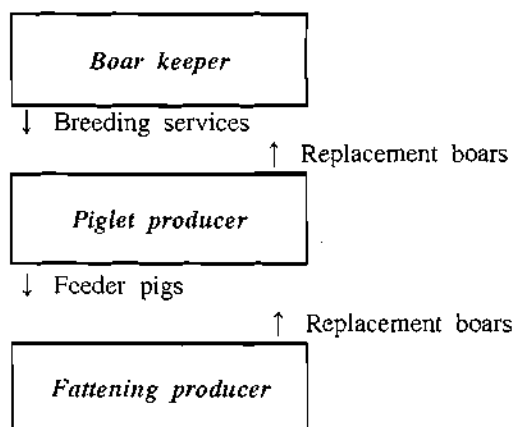 Boar keeper
↓ Breeding services
↑ Replacement boars
Piglet producer
↓ Feeder pigs
↑ Replacement boars
Fattening producer